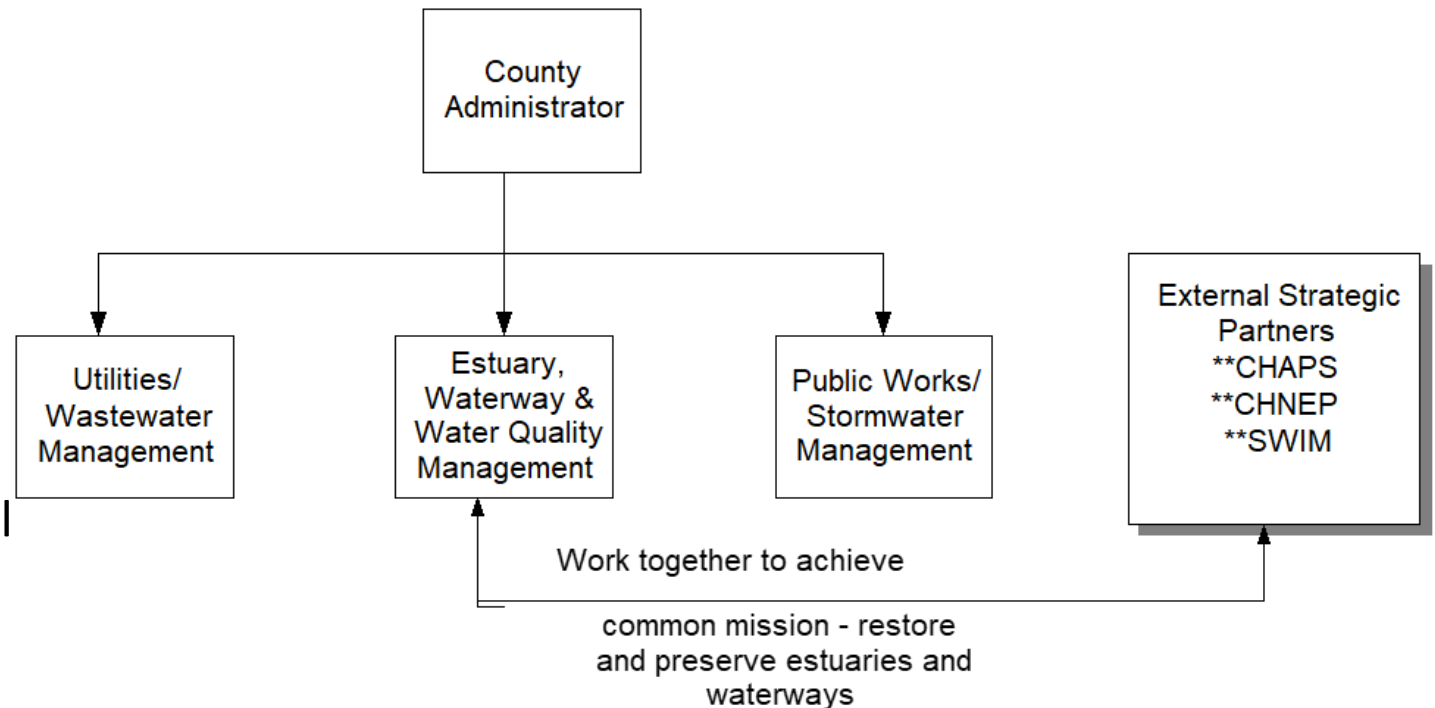 County
Administrator
Utilities/
Wastewater
Management
Estuary,
Waterway &
Water Quality
Management
Public Works/
Stormwater
Management
External Strategic
Partners
**CHAPS
**CHNEP
**SWIM
Work together to achieve
common mission - restore
and preserve estuaries and
waterways